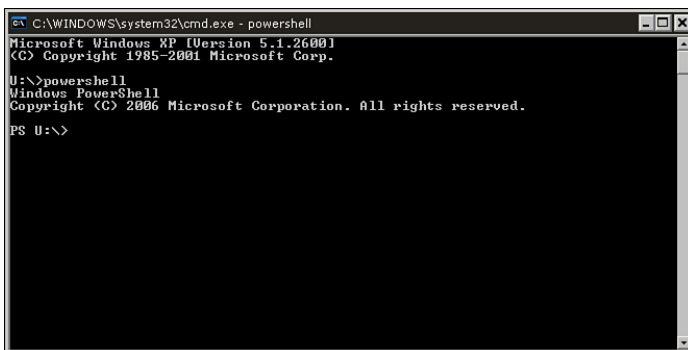 C:\WINDOWS\system32\cmd.exe - powershell
Microsoft Windows XP [Version 5.1.2600]
(C) Copyright 1985-2001 Microsoft Corp.
U:\>powershell
Windows PowerShell
Copyright (C) 2006 Microsoft Corporation. All rights reserved.
PS U:\>